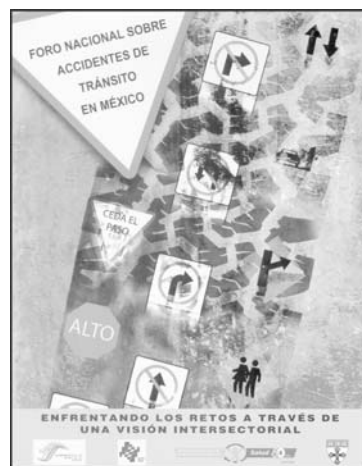 FORO NACIONAL SOBRE
ACCIDENTES DE
TRÁNSITO
EN MÉXICO
CEDA EL
PASO
ALTO
ENFRENTANDO LOS RETOS A TRAVÉS DE
UNA VISIÓN INTERSECTORIAL
Salud